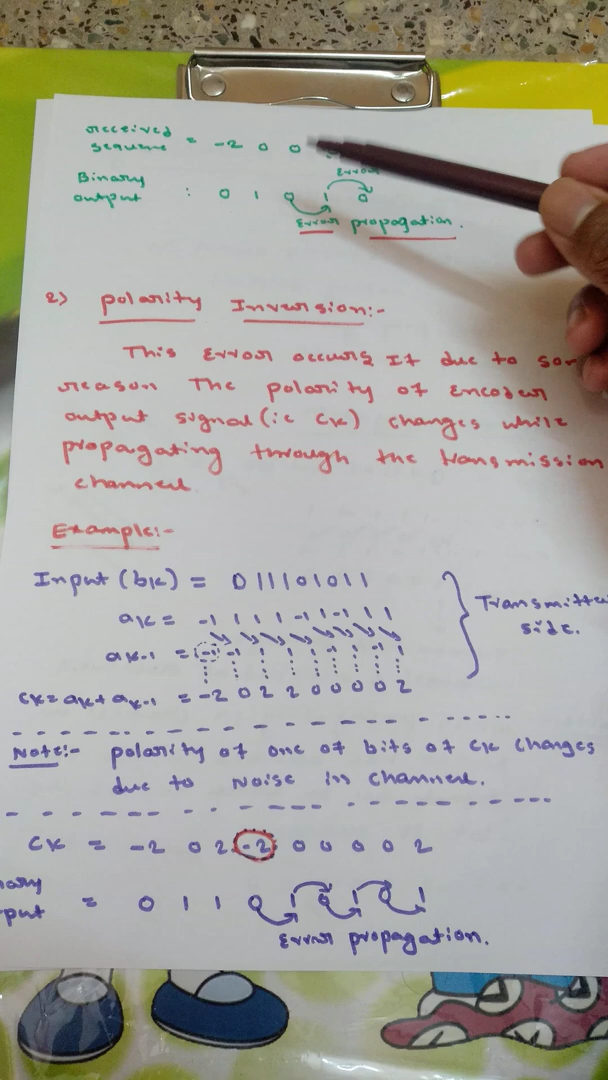 received
sequence = -2 0 0
Error
Binary
output : 0 1 0 1 0
Error propagation.
2) Polarity Inversion:-
This Error occurs If due to som
reason The polarity of Encoder
output signal (ie Ck) changes while
propagating through the transmission
channel
Example:-
Input (bk) = 0 1 1 1 0 1 0 1 1
ak = -1 1 1 1 -1 1 -1 1 1
Transmitte
side.
ak-1 = -1 -1 1 1 1 -1 1 -1 1
Ck = ak + ak-1 = -2 0 2 2 0 0 0 0 2
Note:- polarity of one of bits of Ck changes
due to Noise in channel.
Ck = -2 0 2 -2 0 0 0 0 2
nary
put = 0 1 1 0 1 0 1 0 1
Error propagation.